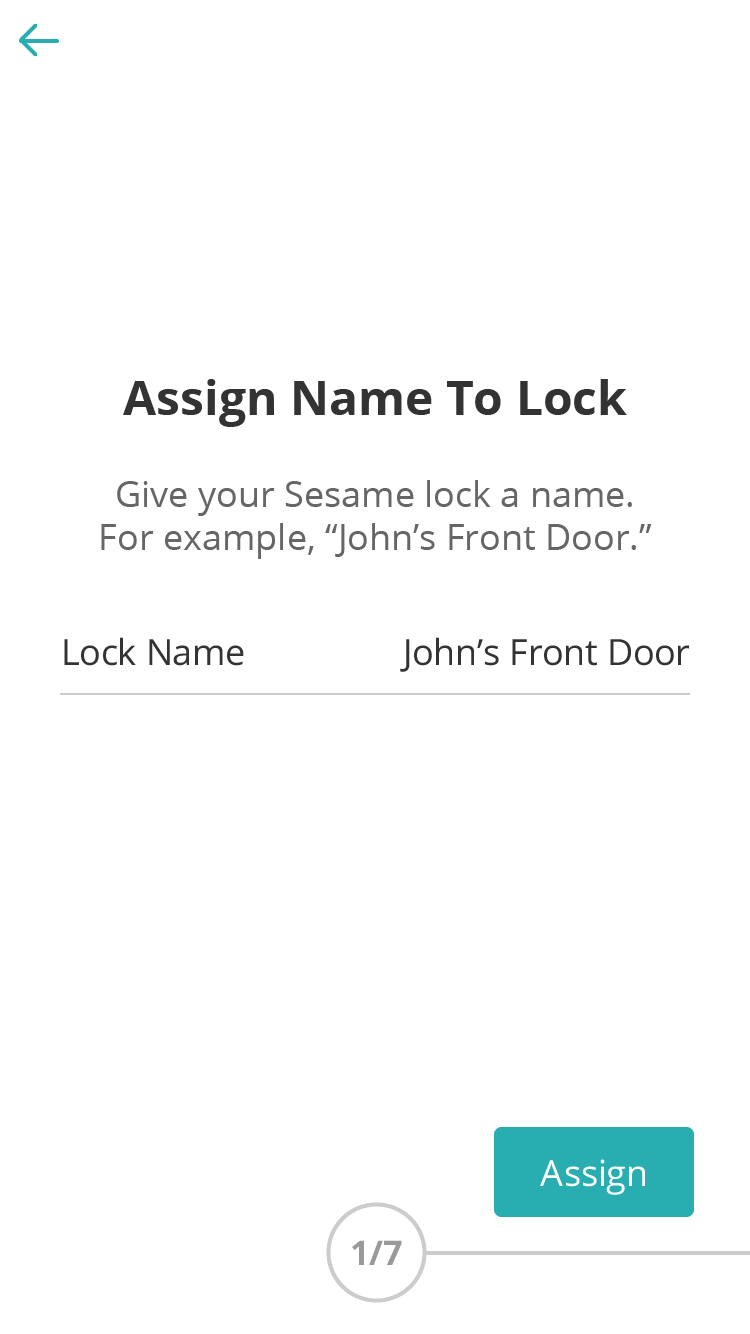 Assign Name To Lock
Give your Sesame lock a name.
For example, “John’s Front Door.”
Lock Name John’s Front Door
Assign
1/7